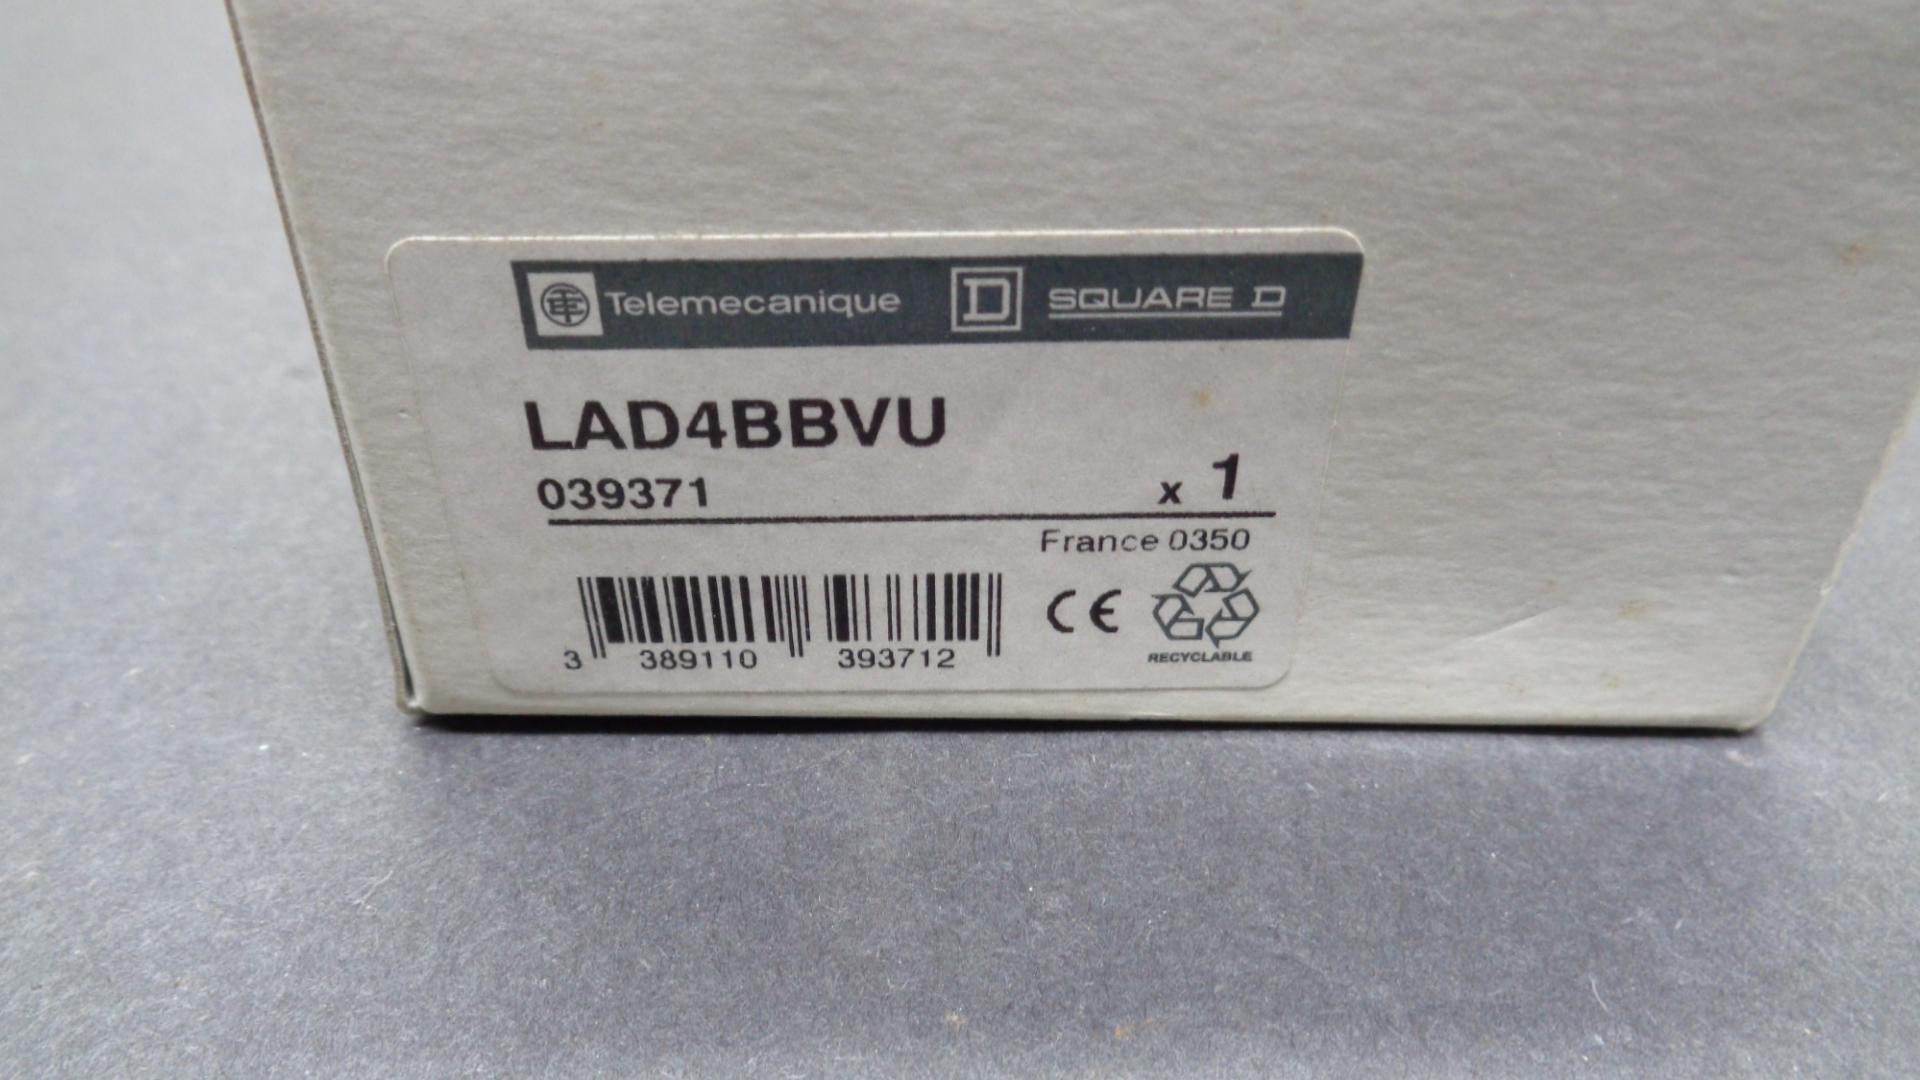 Telemecanique D SQUARE D
LAD4BBVU
039371 x 1
France 0350
CE
3 389110 393712
RECYCLABLE